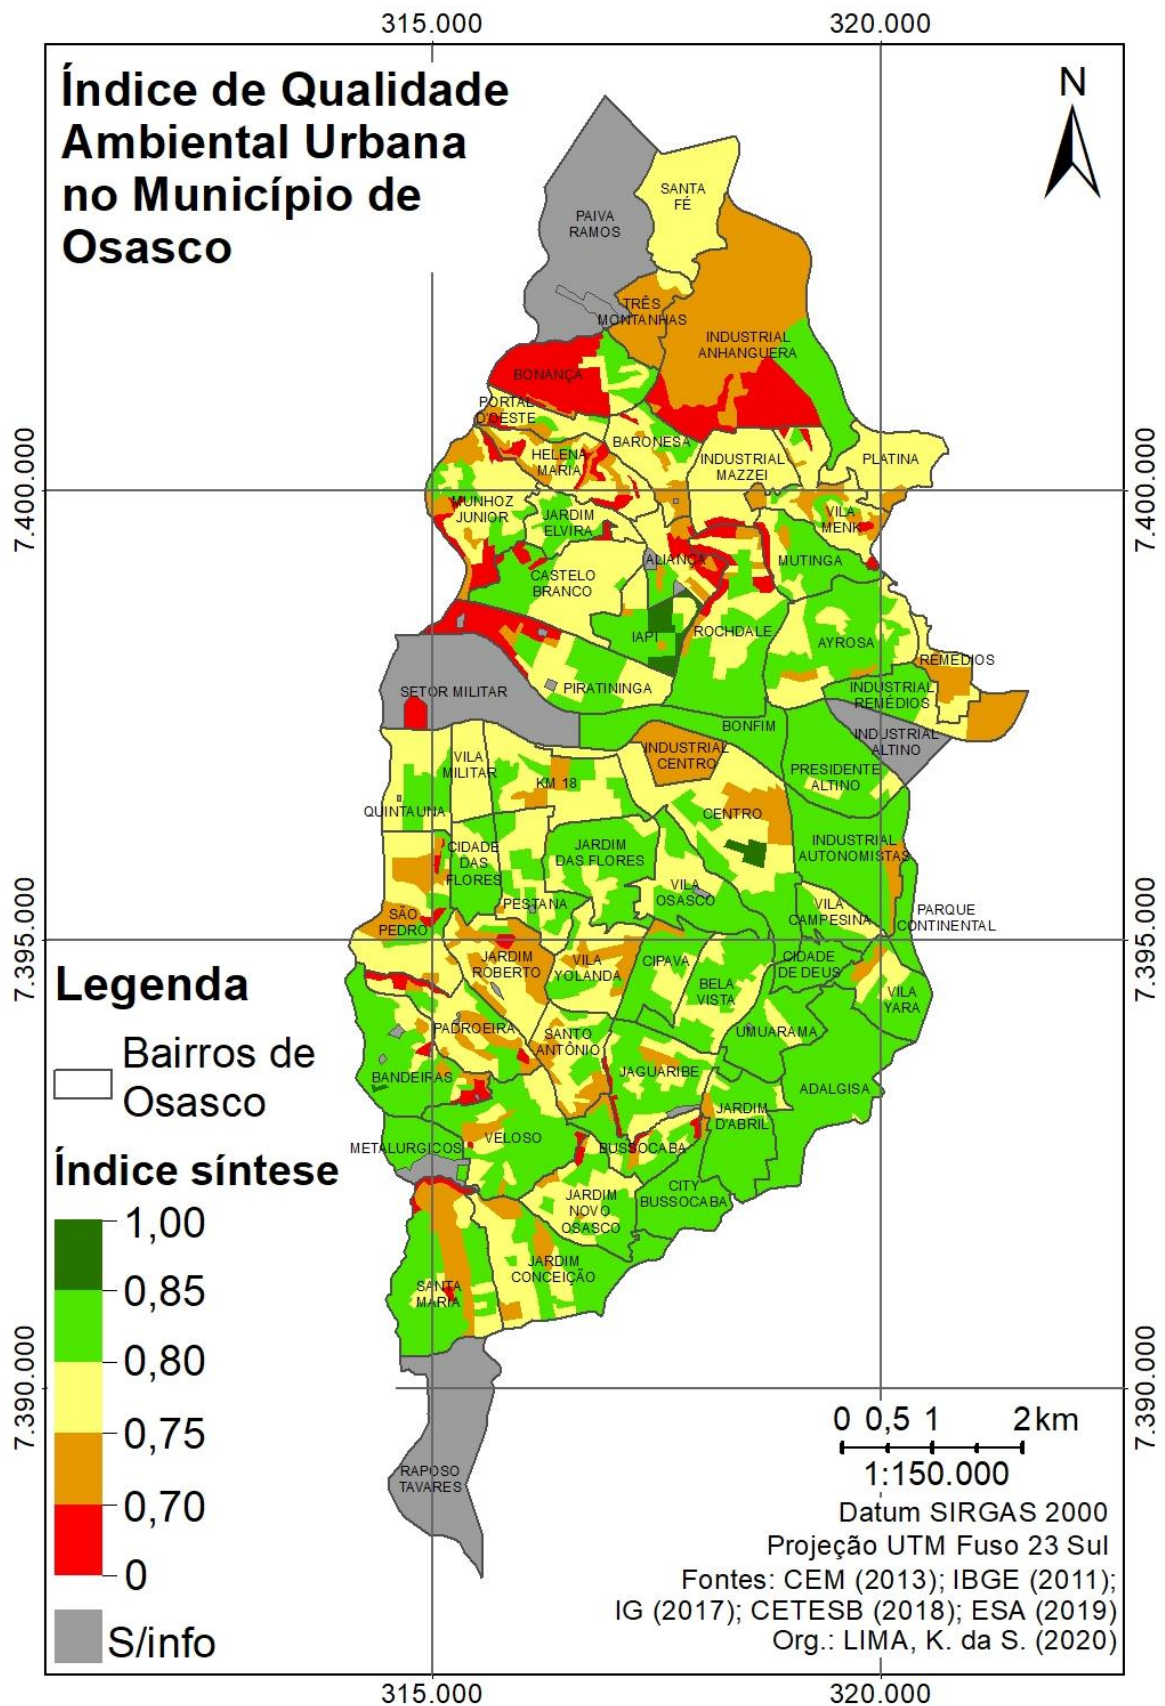 315.000
320.000
Índice de Qualidade
Ambiental Urbana
no Município de
Osasco
N
SANTA
FÉ
PAIVA
RAMOS
TRÊS
MONTANHAS
INDUSTRIAL
ANHANGUERA
BONANÇA
PORTAL
D'OESTE
BARONESA
HELENA
MARIA
INDUSTRIAL
MAZZEI
PLATINA
7.400.000
7.400.000
MUNHOZ
JUNIOR
JARDIM
ELVIRA
VILA
MENK
ALIANÇA
MUTINGA
CASTELO
BRANCO
IAPI
ROCHDALE
AYROSA
REMÉDIOS
SETOR MILITAR
PIRATININGA
INDUSTRIAL
REMÉDIOS
BONFIM
INDUSTRIAL
ALTINO
INDUSTRIAL
CENTRO
VILA
MILITAR
KM 18
PRESIDENTE
ALTINO
QUINTAUNA
CENTRO
CIDADE
DAS
FLORES
JARDIM
DAS FLORES
INDUSTRIAL
AUTONOMISTAS
VILA
OSASCO
PESTANA
VILA
CAMPESINA
PARQUE
CONTINENTAL
SÃO
PEDRO
7.395.000
7.395.000
JARDIM
ROBERTO
VILA
YOLANDA
CIPAVA
CIDADE
DE DEUS
BELA
VISTA
VILA
YARA
PADROEIRA
SANTO
ANTÔNIO
UMUARAMA
BANDEIRAS
JAGUARIBE
ADALGISA
JARDIM
D'ABRIL
METALURGICOS
VELOSO
BUSSOCABA
CITY
BUSSOCABA
JARDIM
NOVO
OSASCO
JARDIM
CONCEIÇÃO
SANTA
MARIA
RAPOSO
TAVARES
7.390.000
7.390.000
Legenda
Bairros de
Osasco
Índice síntese
1,00
0,85
0,80
0,75
0,70
0
S/info
0 0,5 1 2 km
1:150.000
Datum SIRGAS 2000
Projeção UTM Fuso 23 Sul
Fontes: CEM (2013); IBGE (2011);
IG (2017); CETESB (2018); ESA (2019)
Org.: LIMA, K. da S. (2020)
315.000
320.000